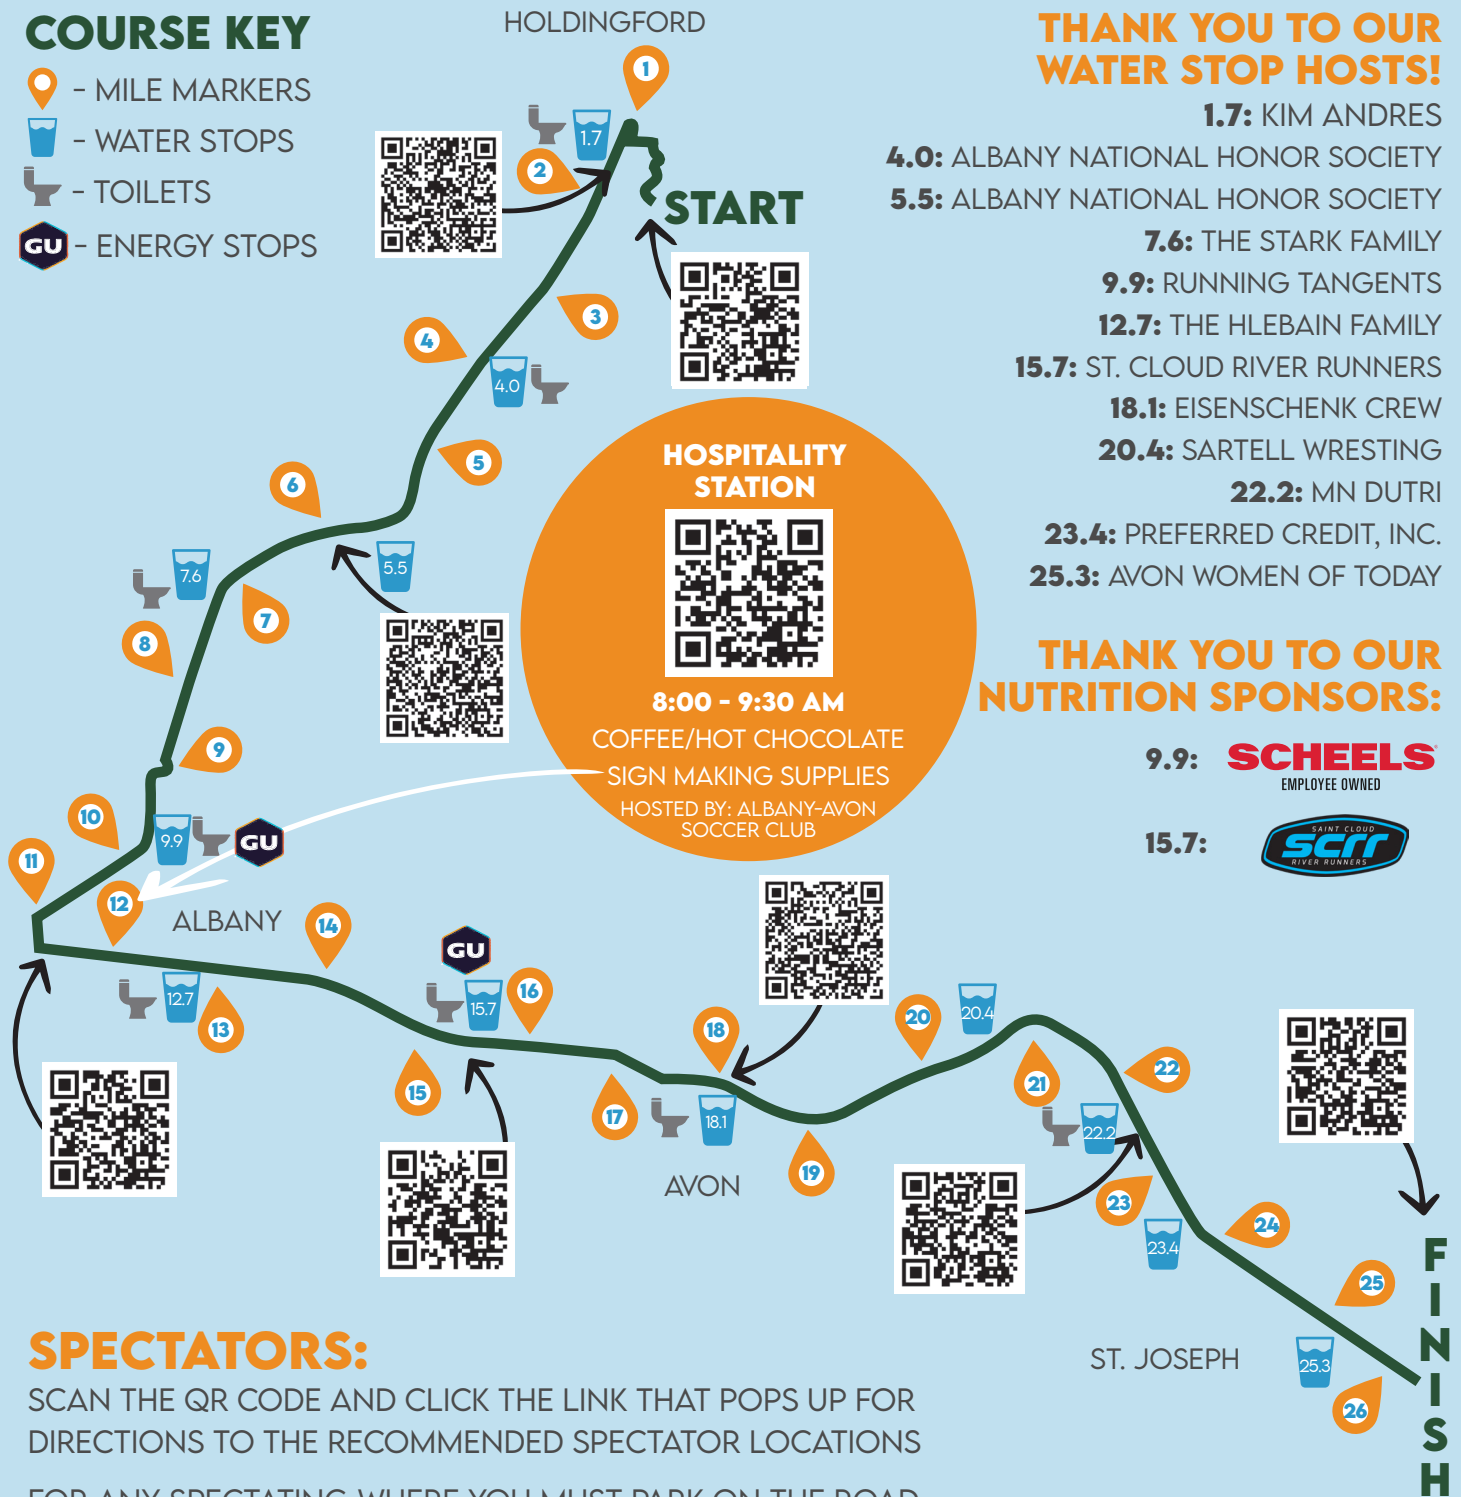 COURSE KEY
- MILE MARKERS
- WATER STOPS
- TOILETS
GU - ENERGY STOPS
HOLDINGFORD
1
1.7
2
START
3
4
4.0
5
6
5.5
7.6
7
8
9
10
9.9
GU
11
12
ALBANY
14
GU
12.7
13
15.7
16
15
17
18
18.1
AVON
19
20
20.4
21
22
22.2
23
23.4
24
25
25.3
26
ST. JOSEPH
FINISH
HOSPITALITY
STATION
8:00 - 9:30 AM
COFFEE/HOT CHOCOLATE
SIGN MAKING SUPPLIES
HOSTED BY: ALBANY-AVON
SOCCER CLUB
THANK YOU TO OUR
WATER STOP HOSTS!
1.7: KIM ANDRES
4.0: ALBANY NATIONAL HONOR SOCIETY
5.5: ALBANY NATIONAL HONOR SOCIETY
7.6: THE STARK FAMILY
9.9: RUNNING TANGENTS
12.7: THE HLEBAIN FAMILY
15.7: ST. CLOUD RIVER RUNNERS
18.1: EISENSCHENK CREW
20.4: SARTELL WRESTING
22.2: MN DUTRI
23.4: PREFERRED CREDIT, INC.
25.3: AVON WOMEN OF TODAY
THANK YOU TO OUR
NUTRITION SPONSORS:
9.9: SCHEELS
EMPLOYEE OWNED
15.7:
SAINT CLOUD
scrr
RIVER RUNNERS
SPECTATORS:
SCAN THE QR CODE AND CLICK THE LINK THAT POPS UP FOR
DIRECTIONS TO THE RECOMMENDED SPECTATOR LOCATIONS
FOR ANY SPECTATING WHERE YOU MUST PARK ON THE ROAD